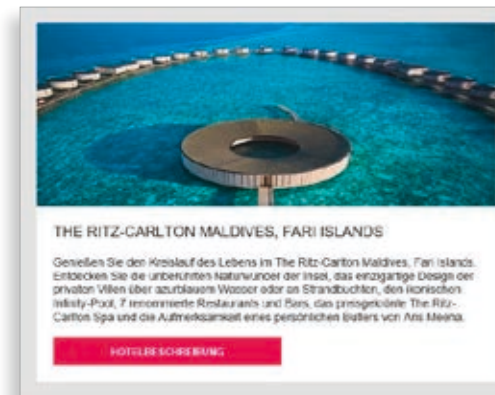 THE RITZ-CARLTON MALDIVES, FARI ISLANDS
Genießen Sie den Kreislauf des Lebens im The Ritz-Carlton Maldives, Fari Islands.
Entdecken Sie die unberührten Naturwunder der Insel, das einzigartige Design der
privaten Villen über azurblauem Wasser oder an Strandbuchten, den ikonischen
Infinity-Pool, 7 renommierte Restaurants und Bars, das preisgekrönte The Ritz-
Carlton Spa und die Aufmerksamkeit eines persönlichen Butlers von Aris Meeha.
HOTELBESCHREIBUNG